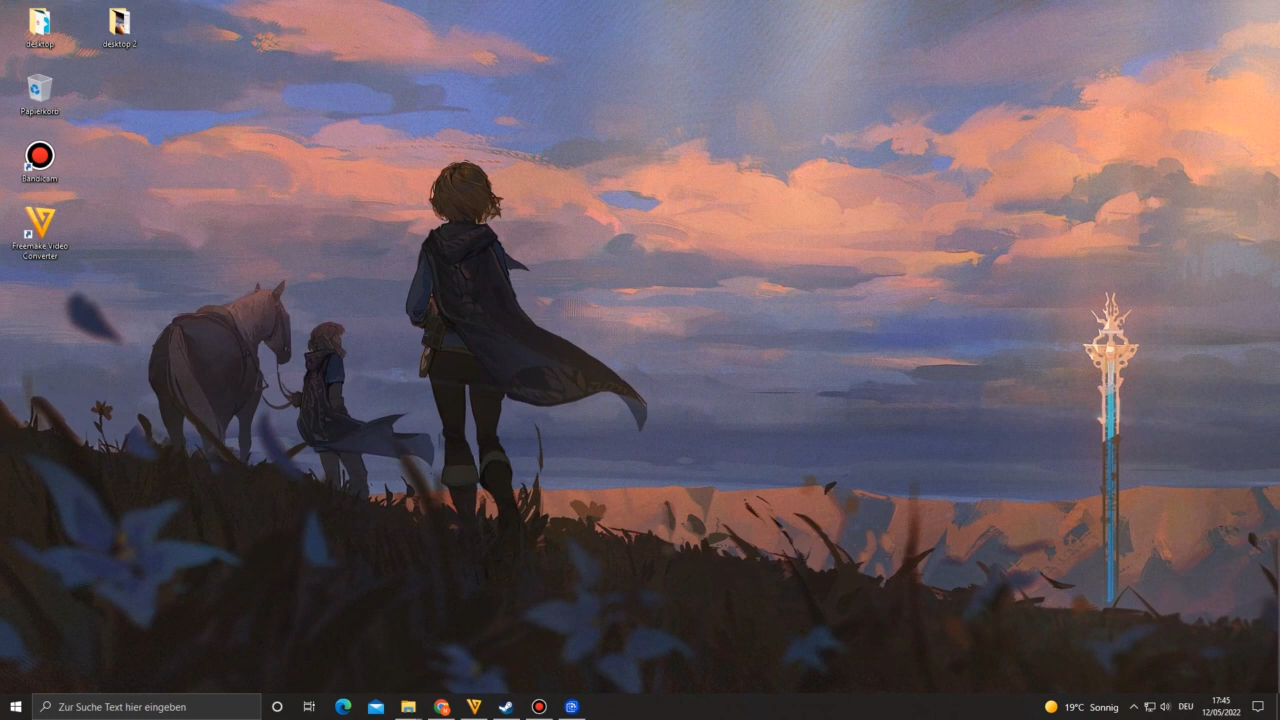 desktop
desktop 2
Papierkorb
Bandicam
Freemake Video
Converter
Zur Suche Text hier eingeben
19°C Sonnig
DEU
17:45
12/05/2022